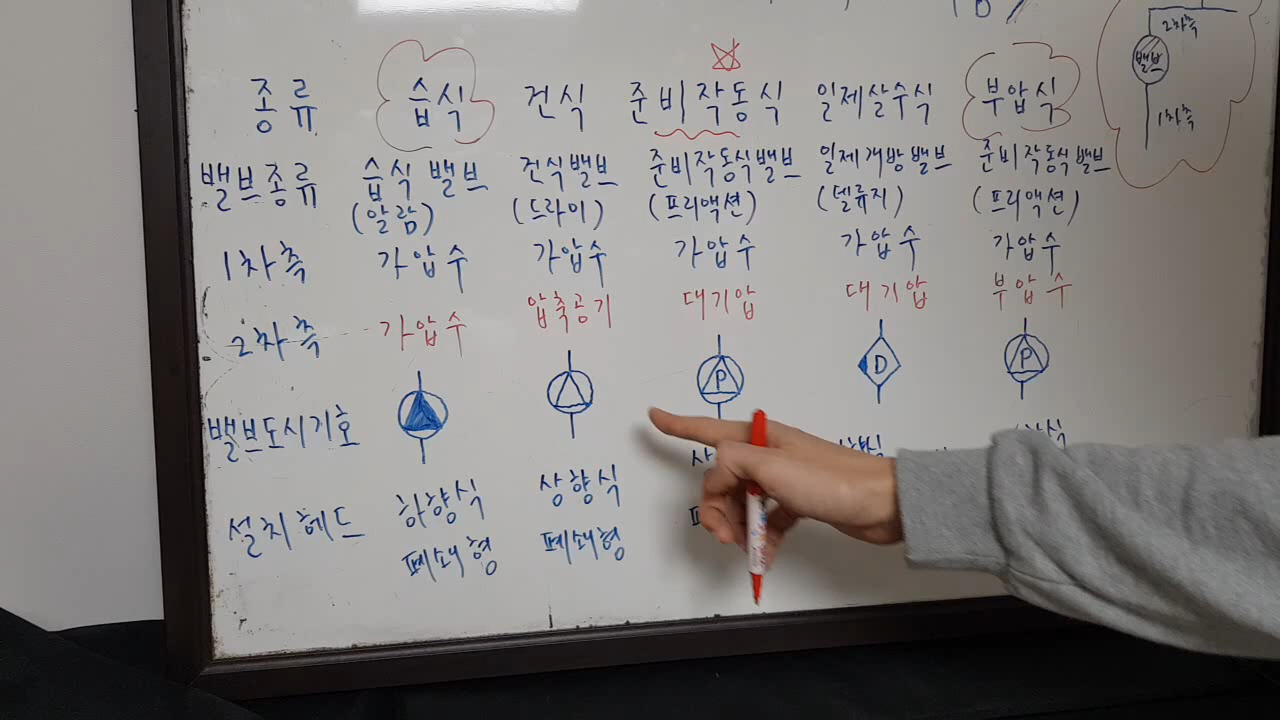 2차측
밸브
1차측
종류 습식 건식 준비작동식 일제살수식 부압식
밸브종류 습식 밸브 건식밸브 준비작동식밸브 일제개방밸브 준비작동식밸브
(알람) (드라이) (프리액션) (델류지) (프리액션)
1차측 가압수 가압수 가압수 가압수 가압수
2차측 가압수 압축공기 대기압 대기압 부압수
밸브도시기호 P D P
설치헤드 하향식 상향식
폐쇄형 폐쇄형